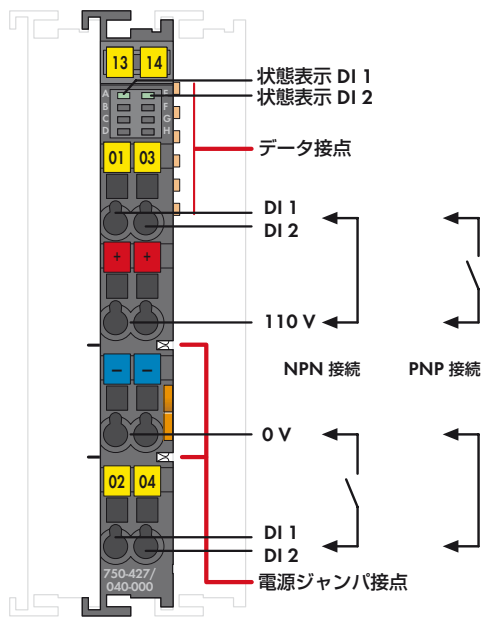 13 14
状態表示 DI 1
状態表示 DI 2
A E
B F
C G
D H
データ接点
01 03
DI 1
DI 2
+ +
110 V
NPN 接続 PNP 接続
− −
0 V
02 04
DI 1
DI 2
750-427/
040-000
電源ジャンパ接点